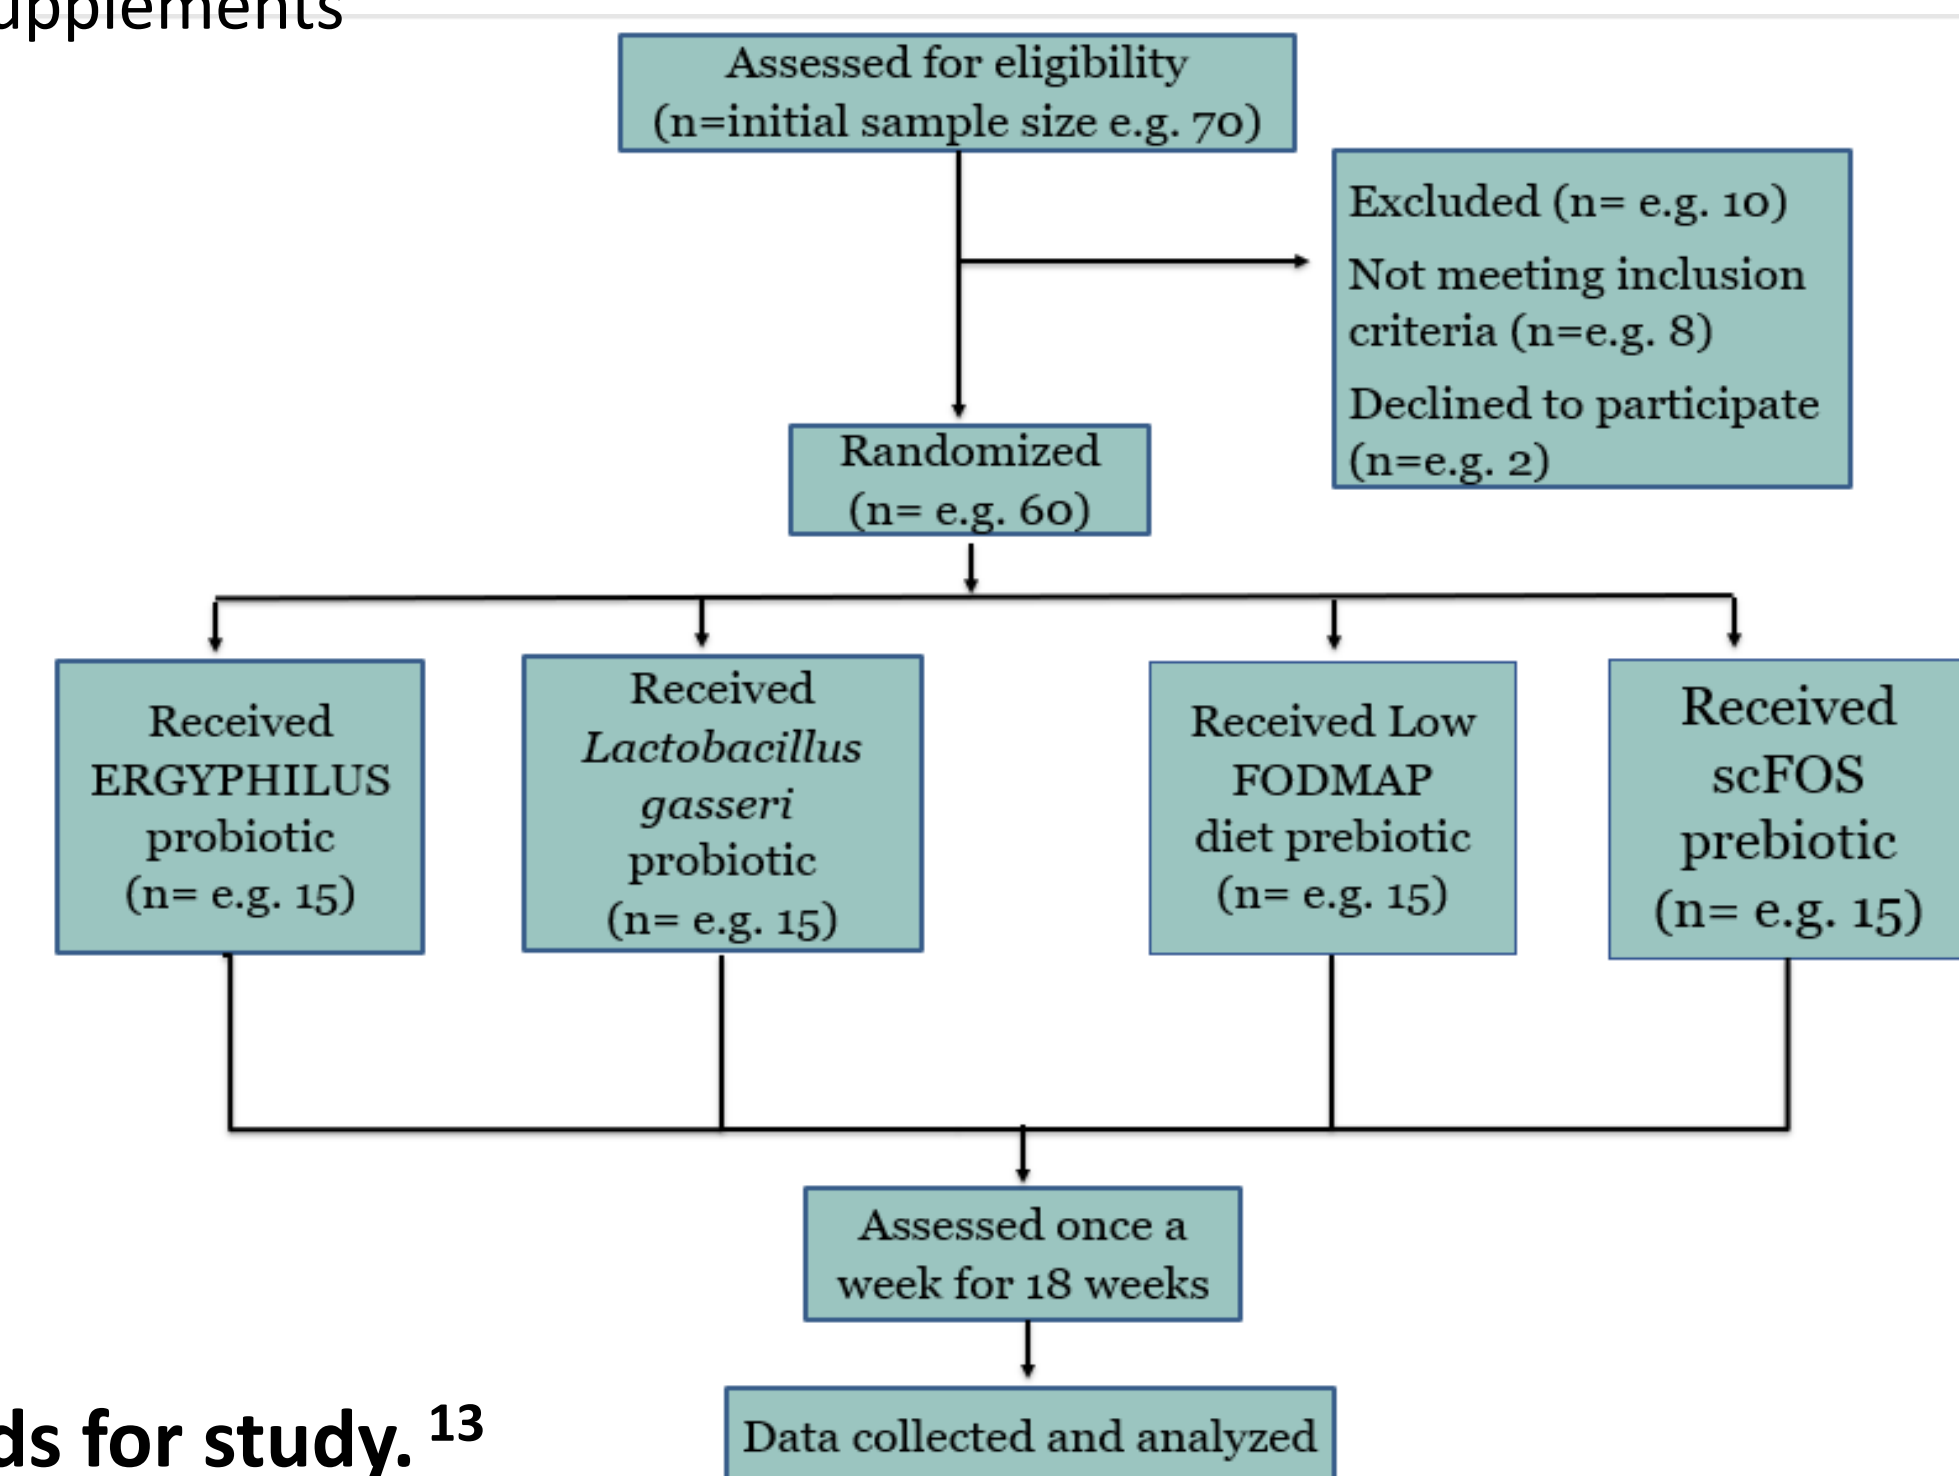 upplements
Assessed for eligibility
(n=initial sample size e.g. 70)
Excluded (n= e.g. 10)
Not meeting inclusion
criteria (n=e.g. 8)
Declined to participate
(n=e.g. 2)
Randomized
(n= e.g. 60)
Received
ERGYPHILUS
probiotic
(n= e.g. 15)
Received
Lactobacillus
gasseri
probiotic
(n= e.g. 15)
Received Low
FODMAP
diet prebiotic
(n= e.g. 15)
Received
scFOS
prebiotic
(n= e.g. 15)
Assessed once a
week for 18 weeks
Data collected and analyzed
ds for study. 13